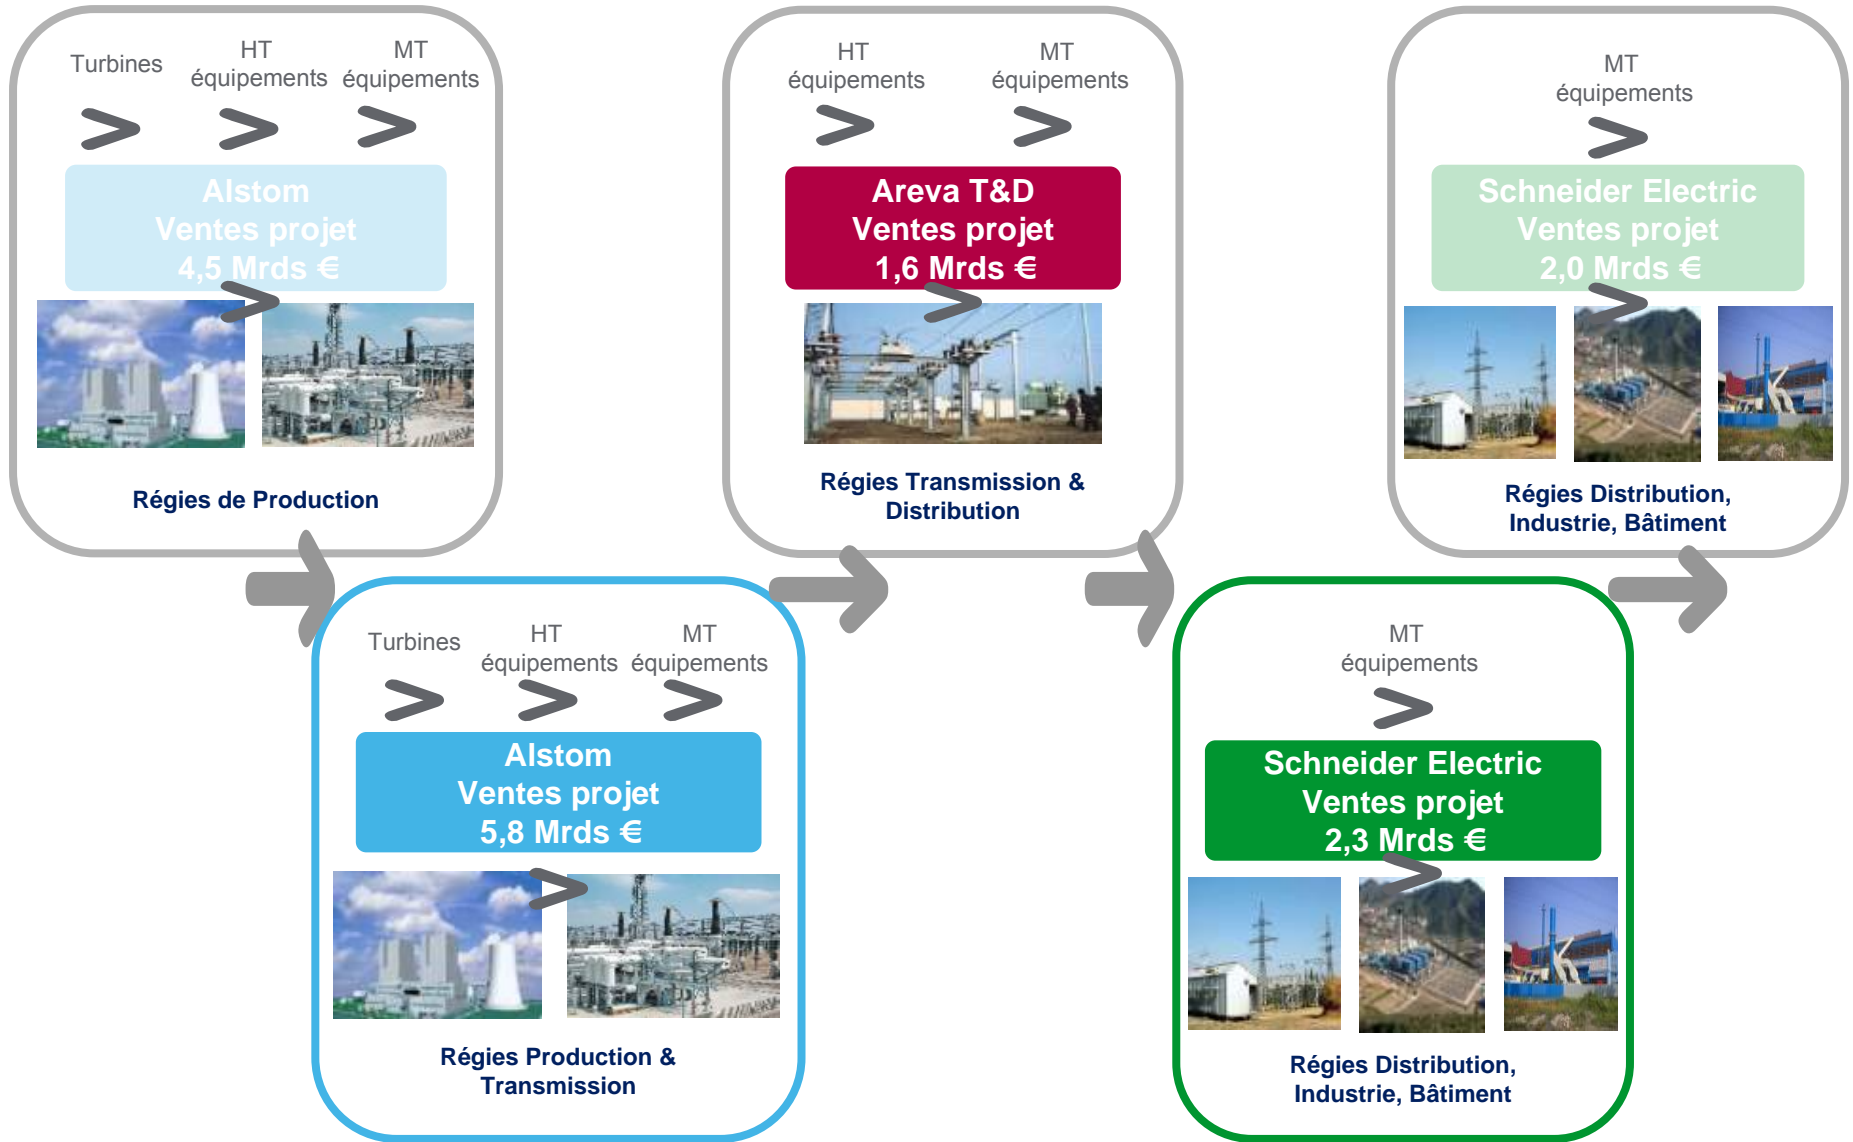 Turbines
HT
équipements
MT
équipements
Alstom
Ventes projet
4,5 Mrds €
Régies de Production
HT
équipements
MT
équipements
Areva T&D
Ventes projet
1,6 Mrds €
Régies Transmission &
Distribution
MT
équipements
Schneider Electric
Ventes projet
2,0 Mrds €
Régies Distribution,
Industrie, Bâtiment
Turbines
HT
équipements
MT
équipements
Alstom
Ventes projet
5,8 Mrds €
Régies Production &
Transmission
MT
équipements
Schneider Electric
Ventes projet
2,3 Mrds €
Régies Distribution,
Industrie, Bâtiment